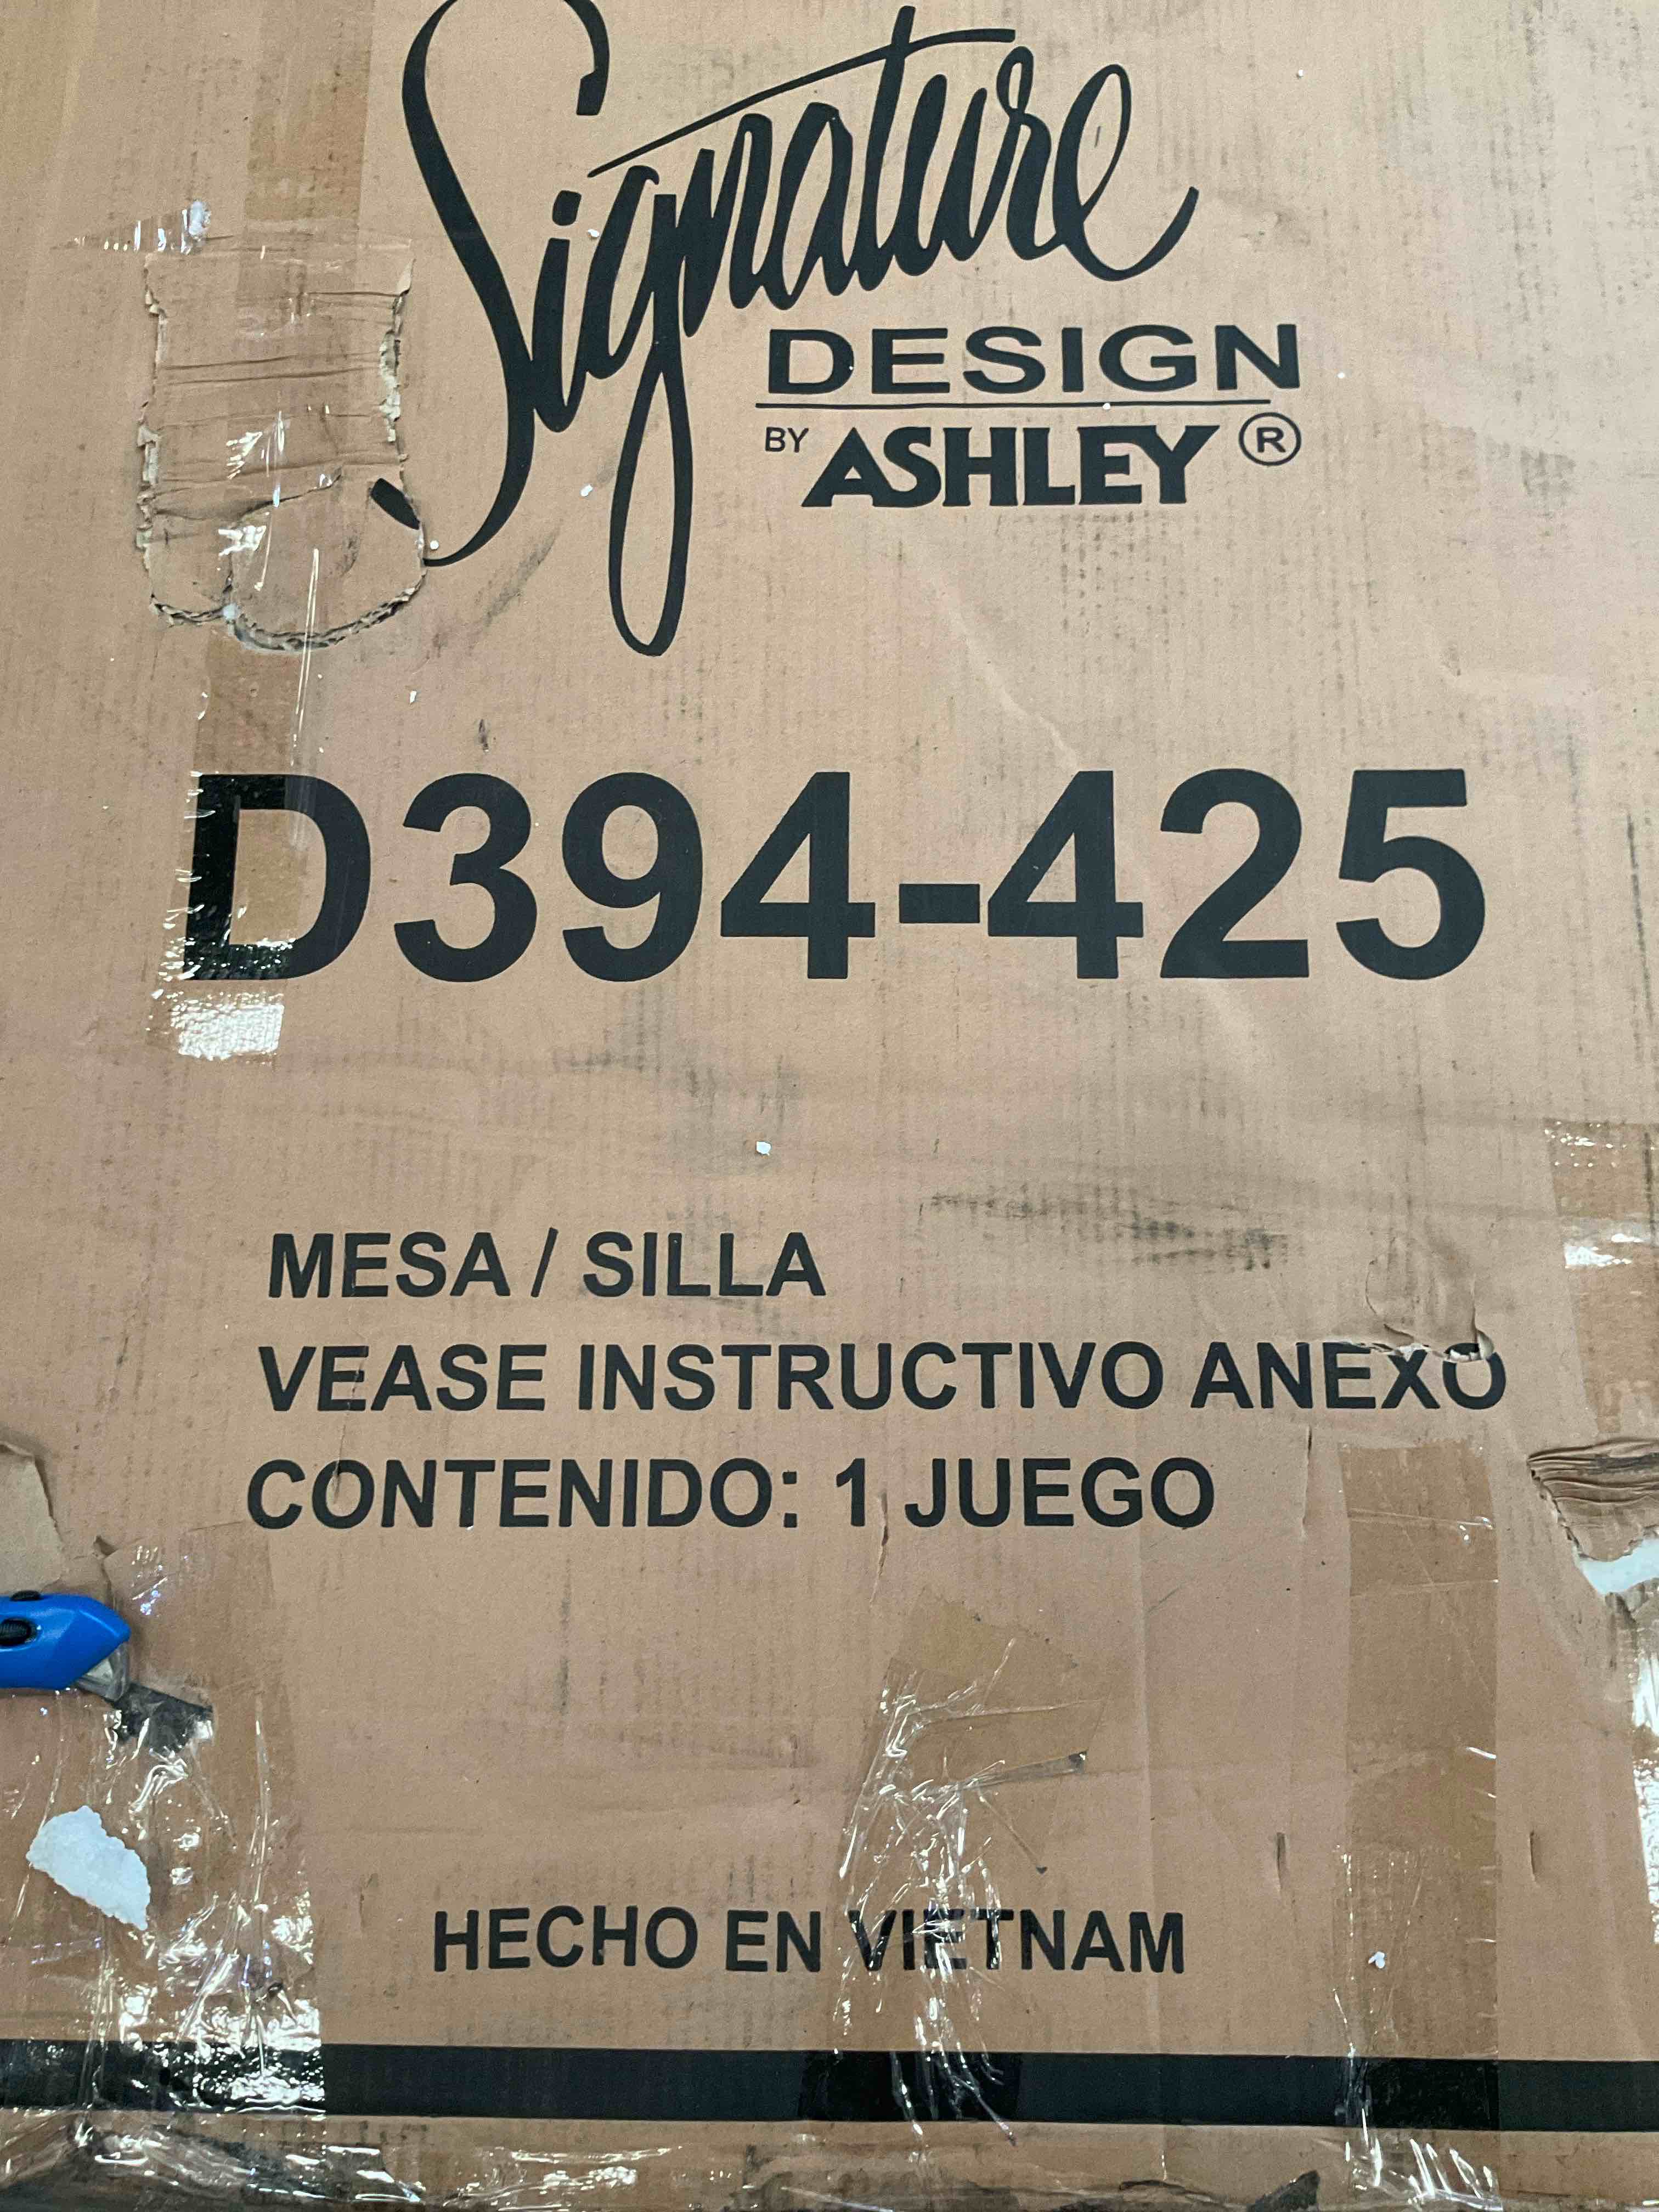 Signature
DESIGN
BY ASHLEY ®
D394-425
MESA / SILLA
VEASE INSTRUCTIVO ANEXO
CONTENIDO: 1 JUEGO
HECHO EN VIETNAM